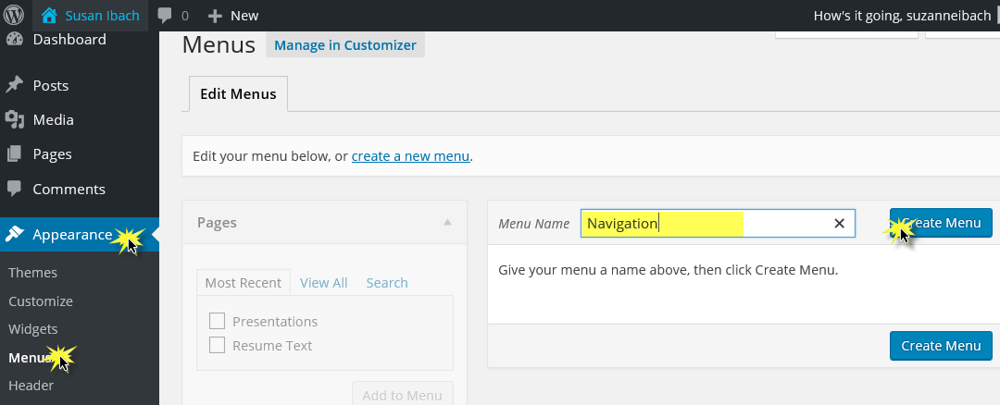 Susan Ibach 0 New How's it going, suzanneibach
Dashboard
Posts
Media
Pages
Comments
Appearance
Themes
Customize
Widgets
Menus
Header
Menus Manage in Customizer
Edit Menus
Edit your menu below, or create a new menu.
Pages
Most Recent View All Search
Presentations
Resume Text
Add to Menu
Menu Name Navigation Create Menu
Give your menu a name above, then click Create Menu.
Create Menu